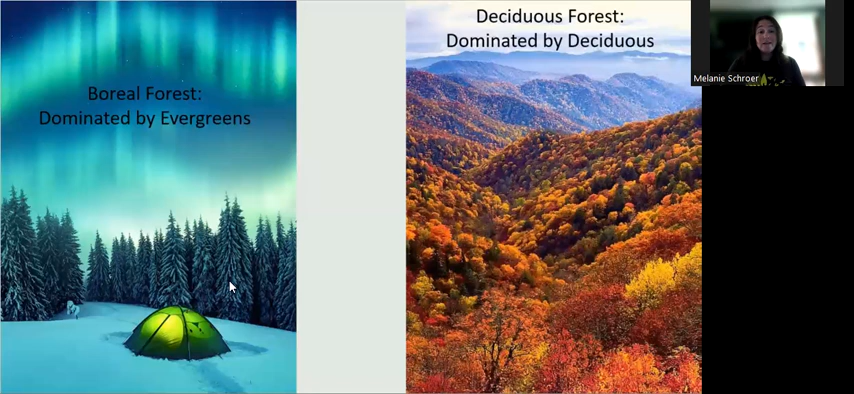 Boreal Forest:
Dominated by Evergreens
Deciduous Forest:
Dominated by Deciduous
Melanie Schroer